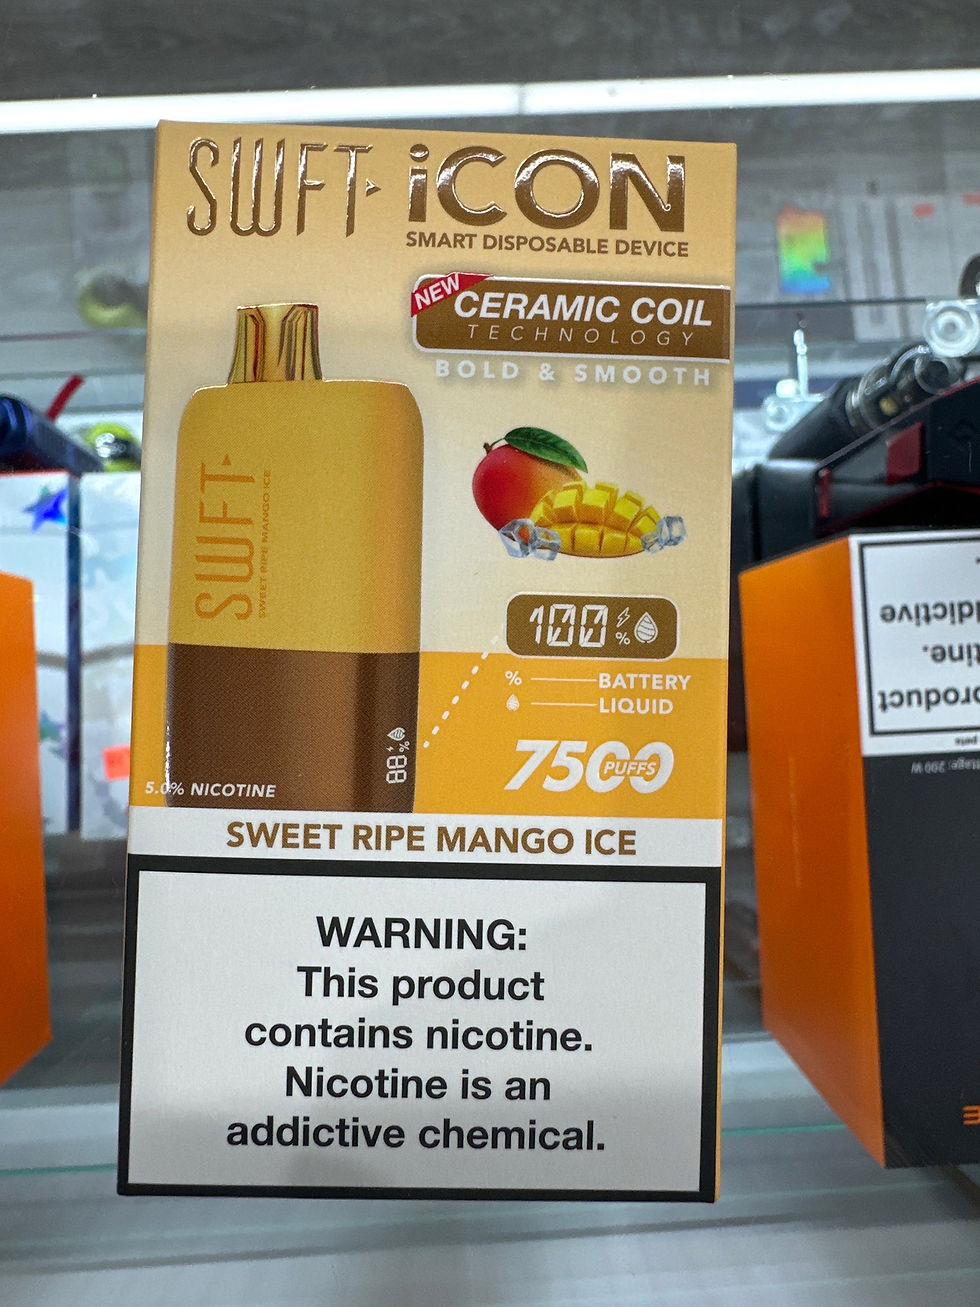 SWFT
iCON
SMART DISPOSABLE DEVICE
NEW
CERAMIC COIL
TECHNOLOGY
BOLD & SMOOTH
SWFT
SWEET RIPE MANGO ICE
100 %
% BATTERY
LIQUID
88 %
7500
PUFFS
5.0% NICOTINE
SWEET RIPE MANGO ICE
WARNING:
This product
contains nicotine.
Nicotine is an
addictive chemical.